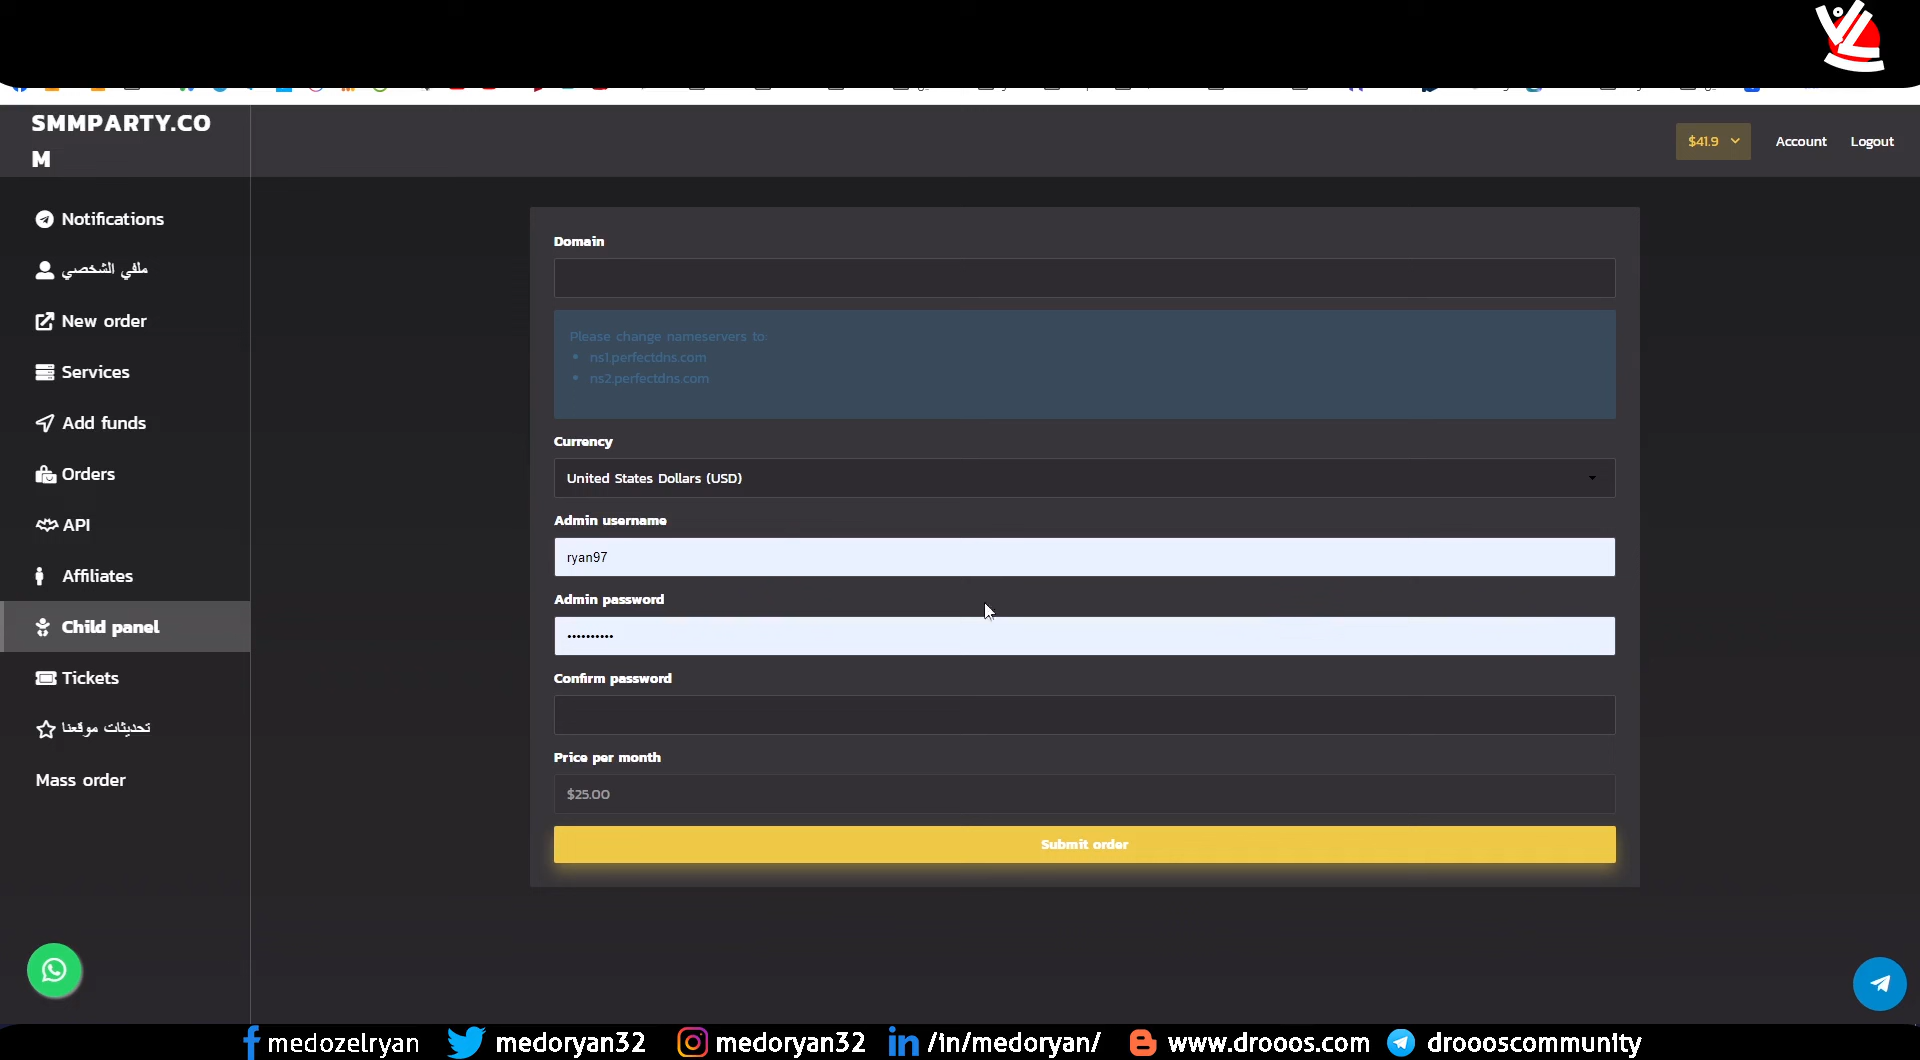 SMMPARTY.CO
M
$41.9
Account
Logout
Notifications
ملفي الشخصي
New order
Services
Add funds
Orders
API
Affiliates
Child panel
Tickets
تحديثات موقعنا
Mass order
Domain
Please change nameservers to:
• ns1.perfectdns.com
• ns2.perfectdns.com
Currency
United States Dollars (USD)
Admin username
ryan97
Admin password
••••••••••
Confirm password
Price per month
$25.00
Submit order
medozelryan
medoryan32
medoryan32
/in/medoryan/
www.drooos.com
droooscommunity